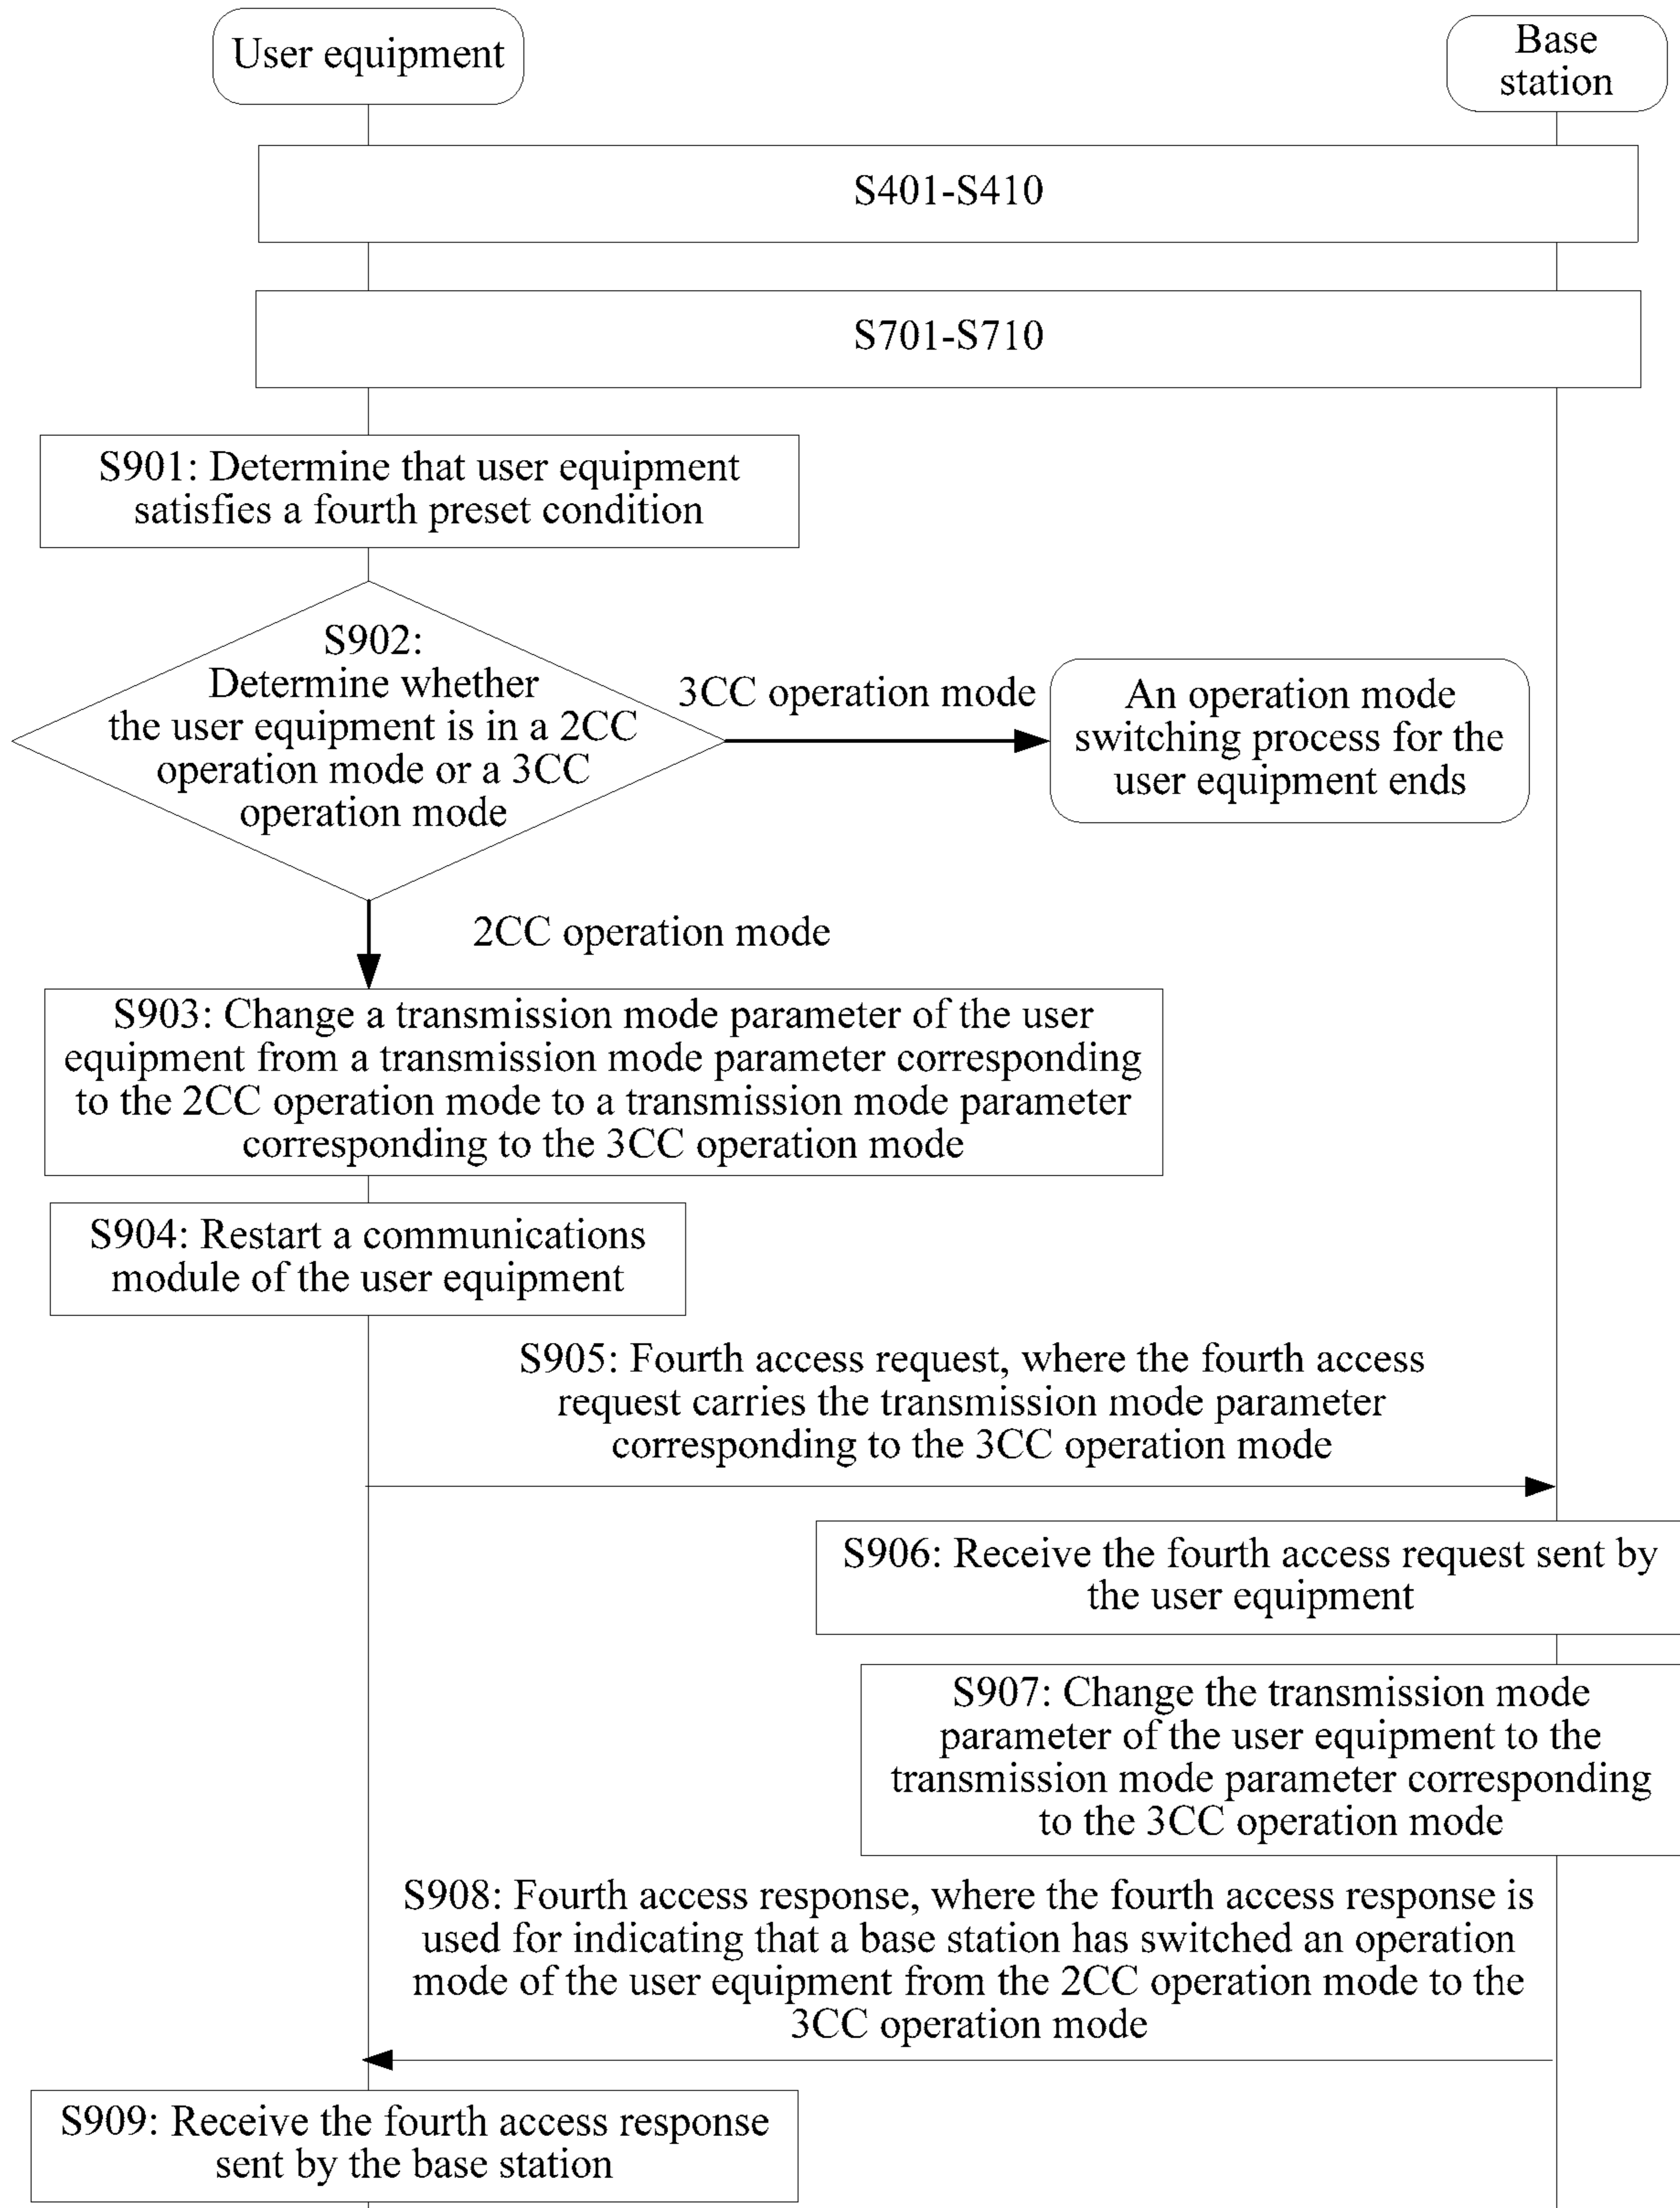 User equipment
Base
station
S401-S410
S701-S710
S901: Determine that user equipment
satisfies a fourth preset condition
S902:
Determine whether
the user equipment is in a 2CC
operation mode or a 3CC
operation mode
3CC operation mode
An operation mode
switching process for the
user equipment ends
2CC operation mode
S903: Change a transmission mode parameter of the user
equipment from a transmission mode parameter corresponding
to the 2CC operation mode to a transmission mode parameter
corresponding to the 3CC operation mode
S904: Restart a communications
module of the user equipment
S905: Fourth access request, where the fourth access
request carries the transmission mode parameter
corresponding to the 3CC operation mode
S906: Receive the fourth access request sent by
the user equipment
S907: Change the transmission mode
parameter of the user equipment to the
transmission mode parameter corresponding
to the 3CC operation mode
S908: Fourth access response, where the fourth access response is
used for indicating that a base station has switched an operation
mode of the user equipment from the 2CC operation mode to the
3CC operation mode
S909: Receive the fourth access response
sent by the base station